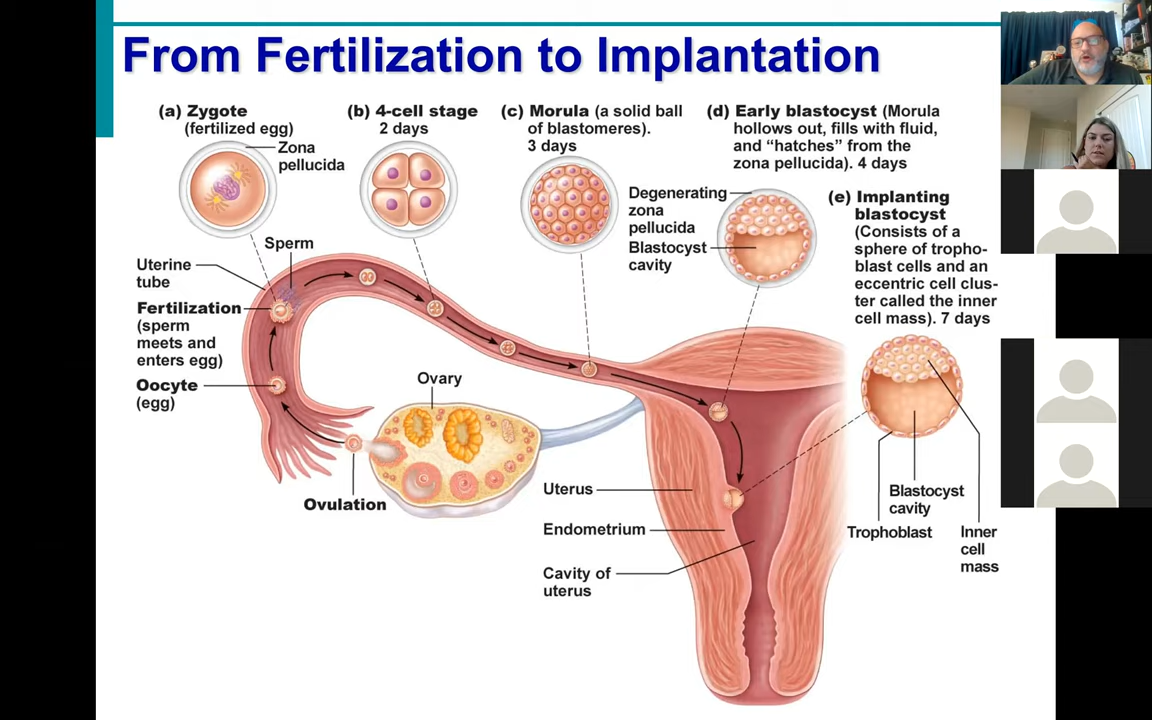 From Fertilization to Implantation
(a) Zygote
(fertilized egg)
Zona
pellucida
(b) 4-cell stage
2 days
(c) Morula (a solid ball
of blastomeres).
3 days
(d) Early blastocyst (Morula
hollows out, fills with fluid,
and “hatches” from the
zona pellucida). 4 days
Degenerating
zona
pellucida
Blastocyst
cavity
(e) Implanting
blastocyst
(Consists of a
sphere of tropho-
blast cells and an
eccentric cell clus-
ter called the inner
cell mass). 7 days
Sperm
Uterine
tube
Fertilization
(sperm
meets and
enters egg)
Oocyte
(egg)
Ovary
Ovulation
Uterus
Endometrium
Cavity of
uterus
Blastocyst
cavity
Trophoblast
Inner
cell
mass